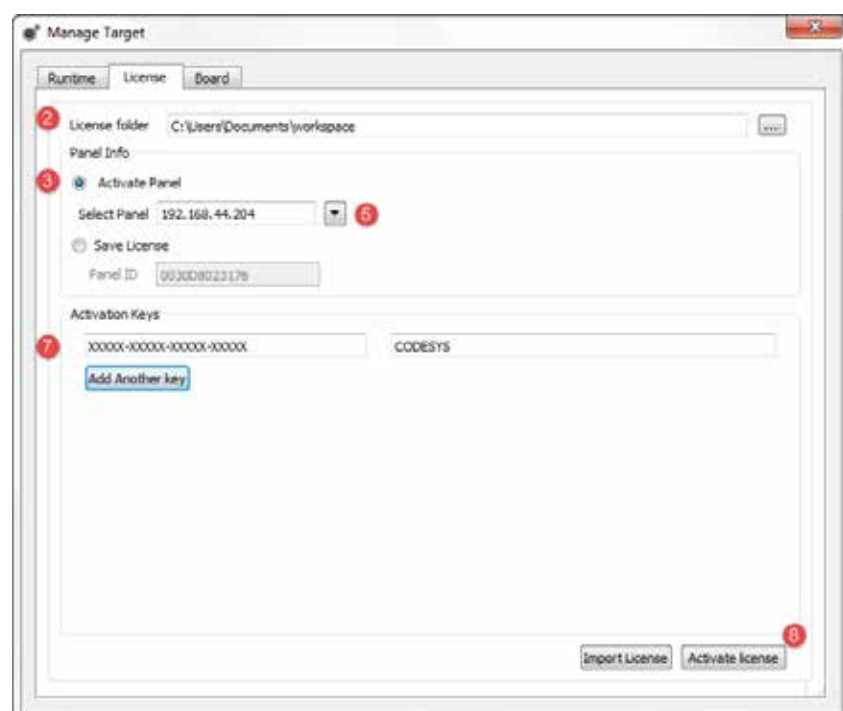 Manage Target
Runtime License Board
2 License folder C:\Users\Documents\workspace ...
Panel Info
3 Activate Panel
Select Panel 192.168.44.204 6
Save License
Panel ID 0030D8023176
Activation Keys
7 XXXXX-XXXXX-XXXXX-XXXXX CODESYS
Add Another key
8
Import License Activate license